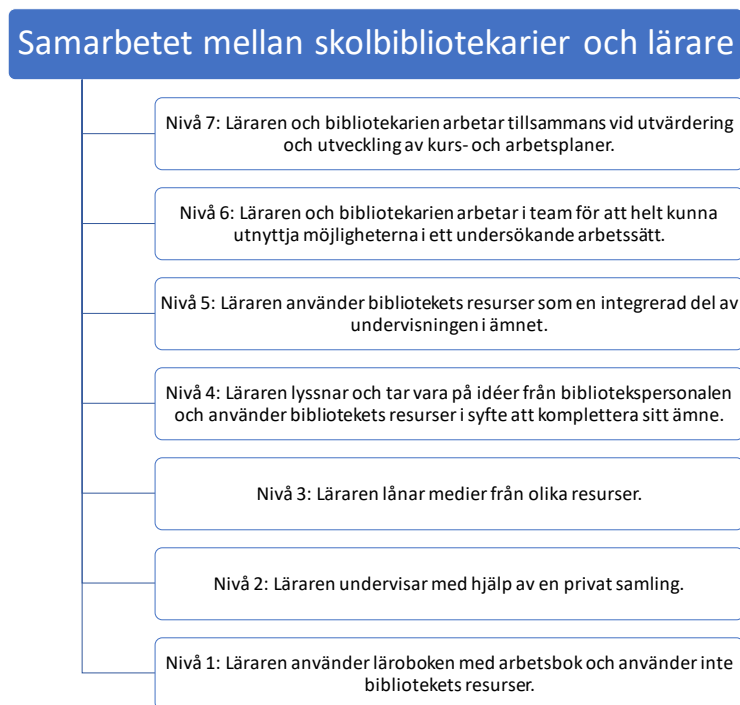 Samarbetet mellan skolbibliotekarier och lärare
Nivå 7: Läraren och bibliotekarien arbetar tillsammans vid utvärdering
och utveckling av kurs- och arbetsplaner.
Nivå 6: Läraren och bibliotekarien arbetar i team för att helt kunna
utnyttja möjligheterna i ett undersökande arbetssätt.
Nivå 5: Läraren använder bibliotekets resurser som en integrerad del av
undervisningen i ämnet.
Nivå 4: Läraren lyssnar och tar vara på idéer från bibliotekspersonalen
och använder bibliotekets resurser i syfte att komplettera sitt ämne.
Nivå 3: Läraren lånar medier från olika resurser.
Nivå 2: Läraren undervisar med hjälp av en privat samling.
Nivå 1: Läraren använder läroboken med arbetsbok och använder inte
bibliotekets resurser.